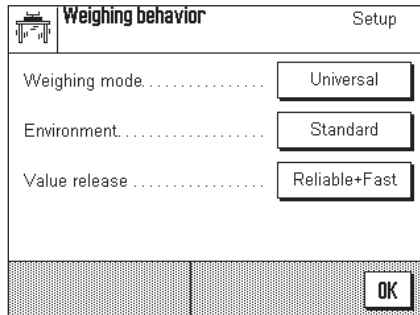 Weighing behavior Setup
Weighing mode................ Universal
Environment................... Standard
Value release ................. Reliable+Fast
OK